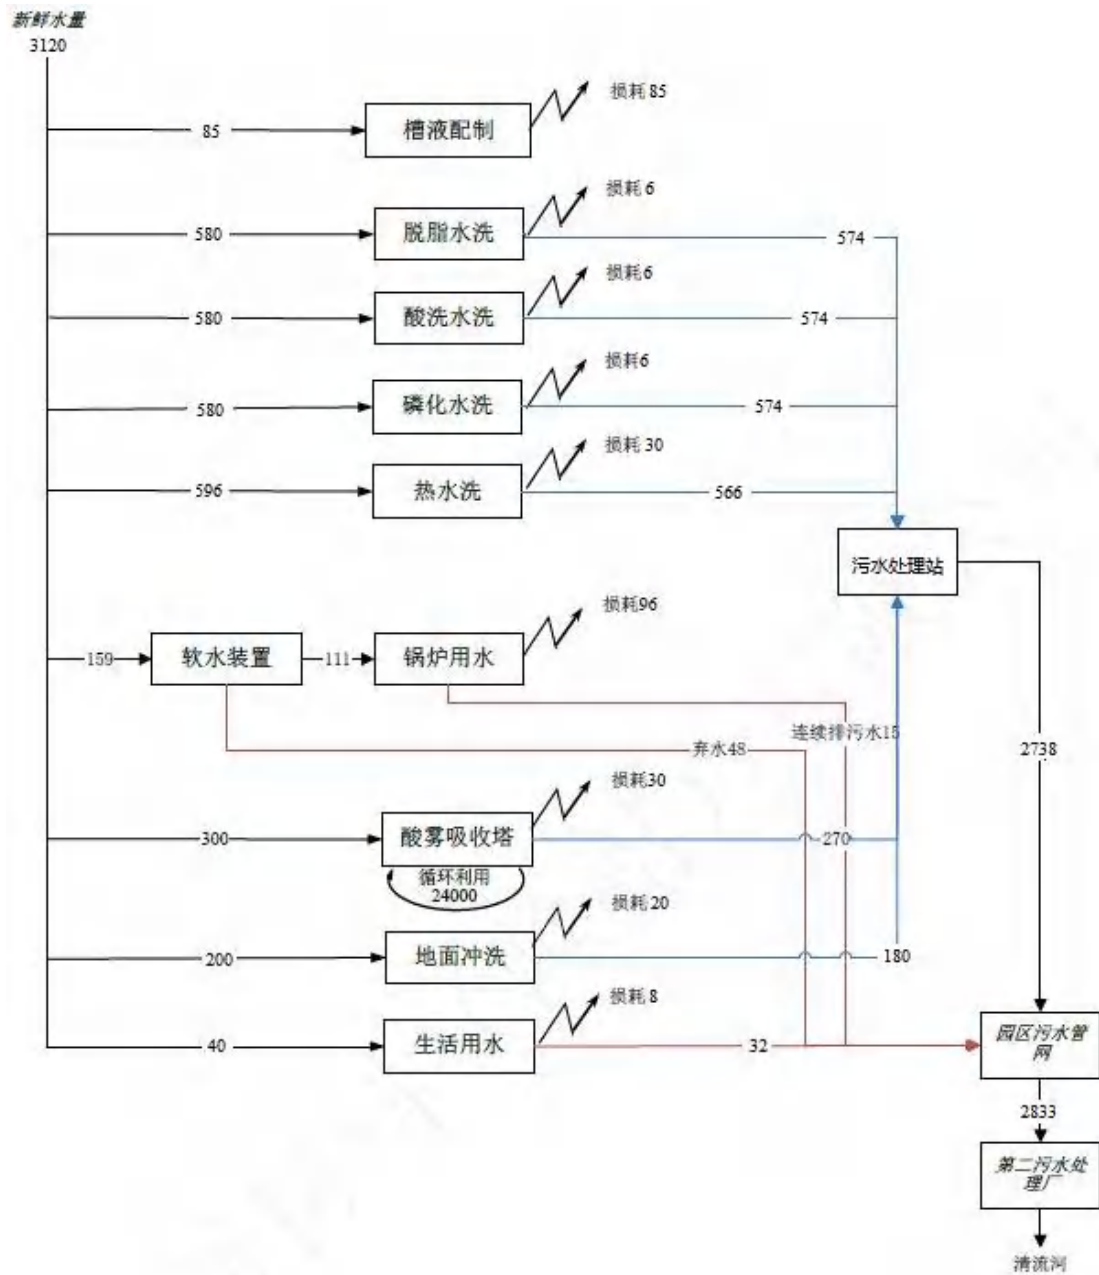 新鲜水量
3120
85
槽液配制
损耗85
580
脱脂水洗
损耗6
574
580
酸洗水洗
损耗6
574
580
磷化水洗
损耗6
574
596
热水洗
损耗30
566
污水处理站
159
软水装置
111
锅炉用水
损耗96
连续排污水15
弃水48
2738
300
酸雾吸收塔
损耗30
270
循环利用
24000
200
地面冲洗
损耗20
180
40
生活用水
损耗8
32
园区污水管
网
2833
第二污水处
理厂
清流河